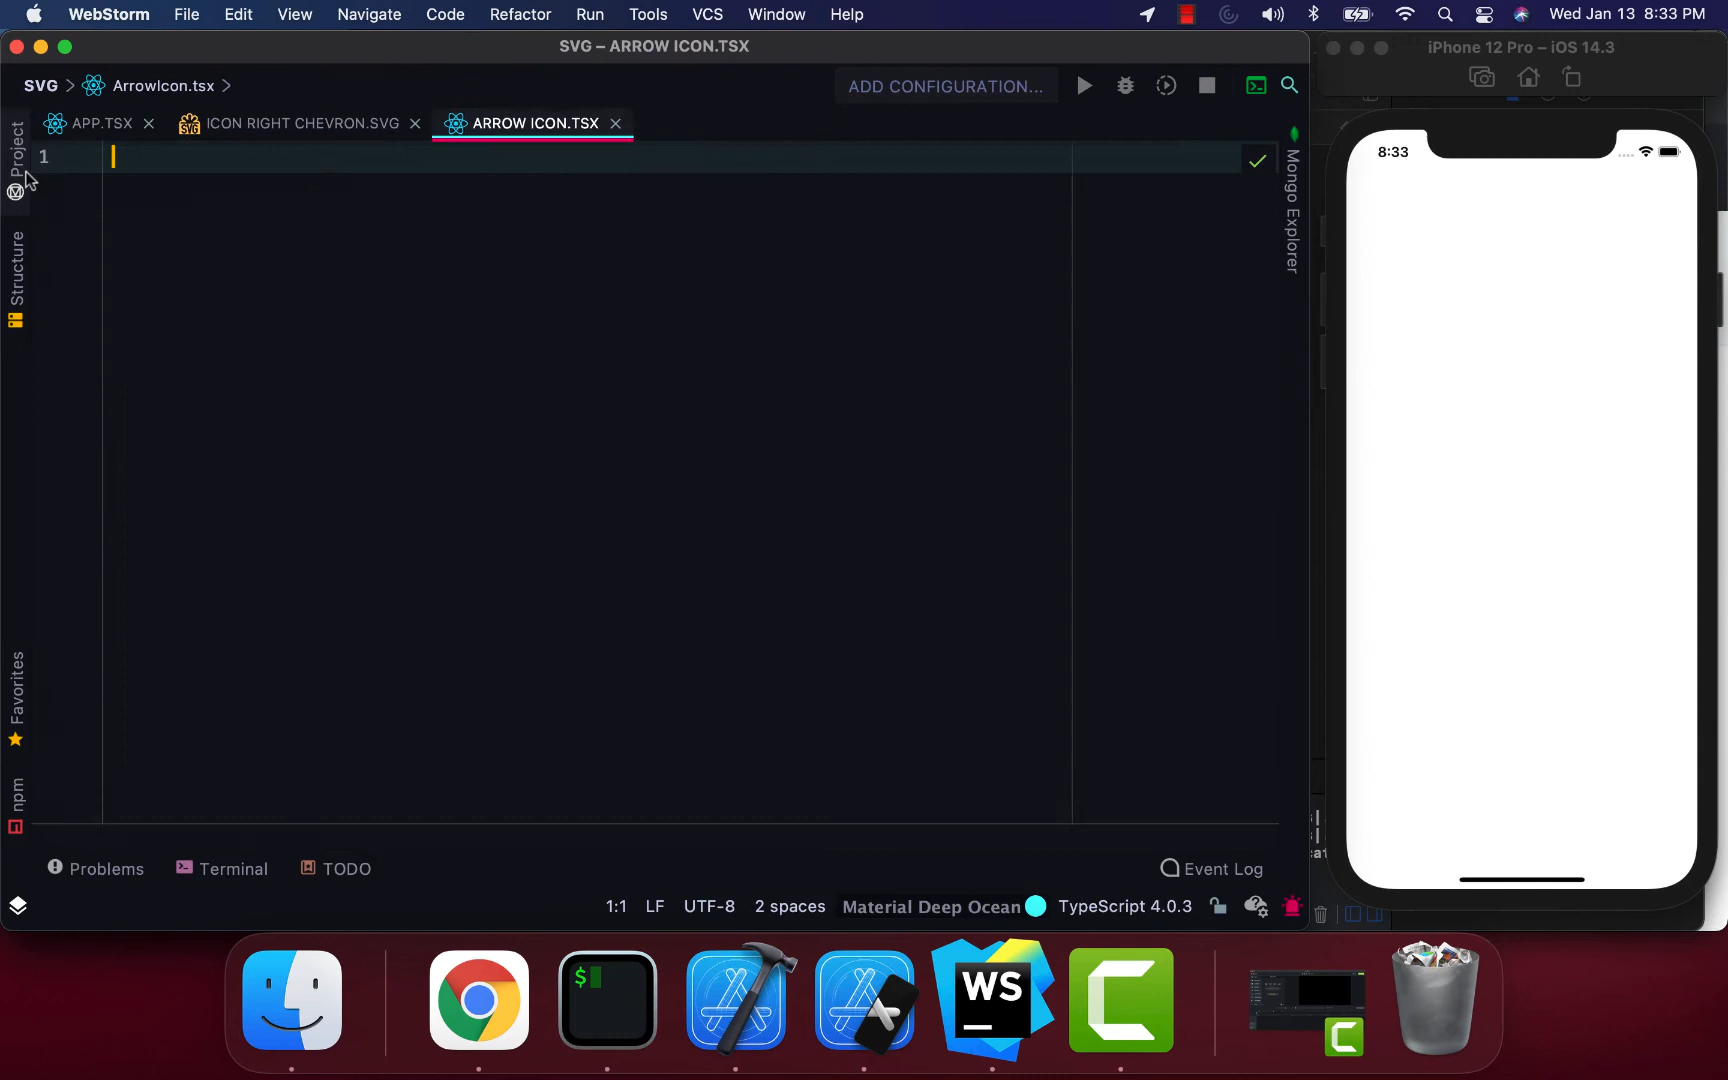 WebStorm File Edit View Navigate Code Refactor Run Tools VCS Window Help Wed Jan 13 8:33 PM
SVG – ARROW ICON.TSX
iPhone 12 Pro – iOS 14.3
SVG ArrowIcon.tsx ADD CONFIGURATION...
APP.TSX ICON RIGHT CHEVRON.SVG ARROW ICON.TSX
1
8:33
Project
Structure
Favorites
npm
Mongo Explorer
Problems Terminal TODO Event Log
1:1 LF UTF-8 2 spaces Material Deep Ocean TypeScript 4.0.3
$
WS